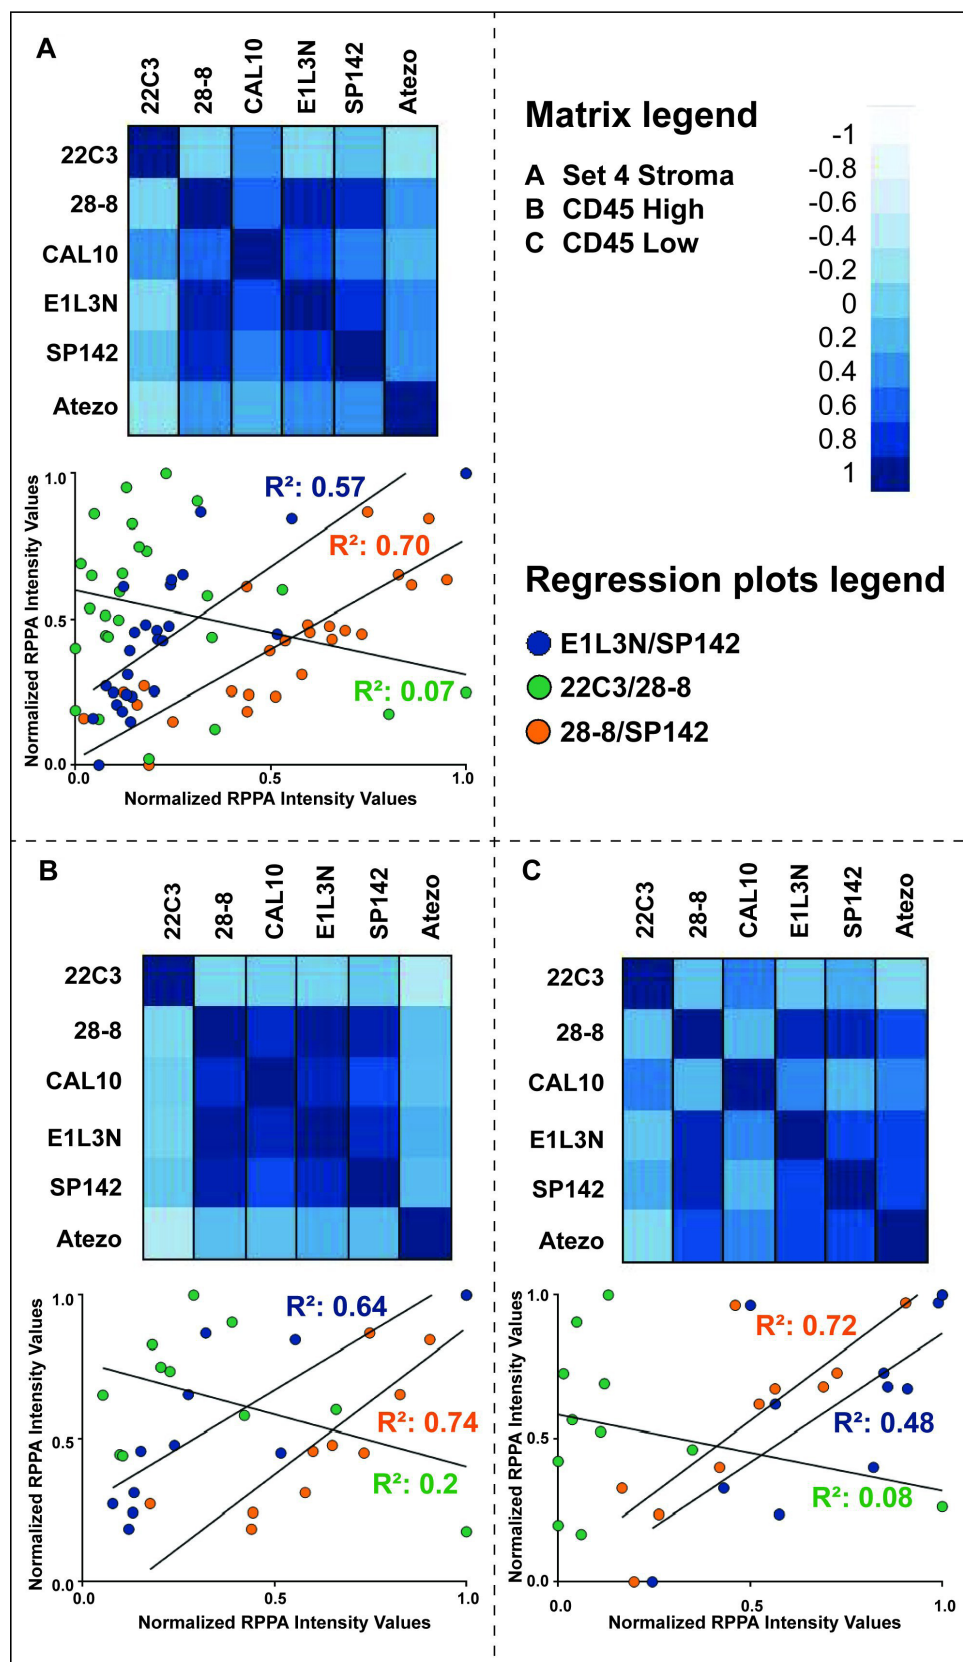 A
22C3
28-8
CAL10
E1L3N
SP142
Atezo
22C3
28-8
CAL10
E1L3N
SP142
Atezo
Matrix legend
A Set 4 Stroma
B CD45 High
C CD45 Low
-1
-0.8
-0.6
-0.4
-0.2
0
0.2
0.4
0.6
0.8
1
Normalized RPPA Intensity Values
1.0
0.5
0.0
R²: 0.57
R²: 0.70
R²: 0.07
0.0 0.5 1.0
Normalized RPPA Intensity Values
Regression plots legend
E1L3N/SP142
22C3/28-8
28-8/SP142
B
22C3
28-8
CAL10
E1L3N
SP142
Atezo
22C3
28-8
CAL10
E1L3N
SP142
Atezo
Normalized RPPA Intensity Values
1.0
0.5
0.0
R²: 0.64
R²: 0.74
R²: 0.2
0.0 0.5 1.0
Normalized RPPA Intensity Values
C
22C3
28-8
CAL10
E1L3N
SP142
Atezo
22C3
28-8
CAL10
E1L3N
SP142
Atezo
Normalized RPPA Intensity Values
1.0
0.5
0.0
R²: 0.72
R²: 0.48
R²: 0.08
0.0 0.5 1.0
Normalized RPPA Intensity Values